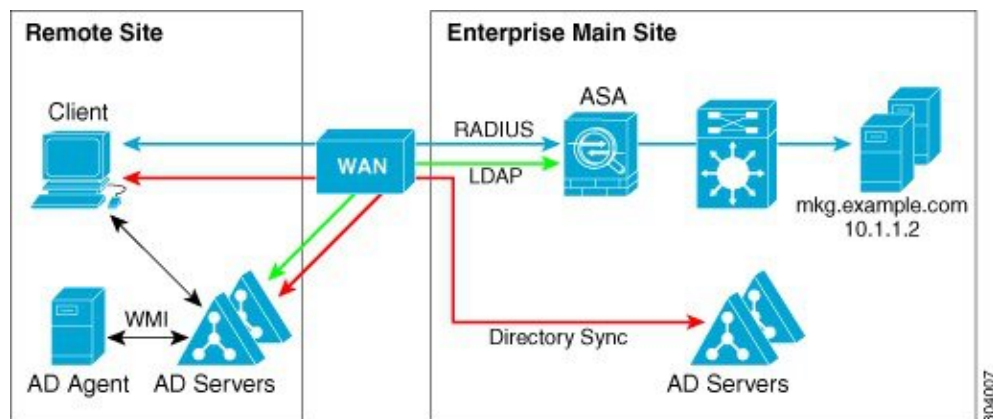 Remote Site
Enterprise Main Site
Client
ASA
RADIUS
WAN
LDAP
mkg.example.com
10.1.1.2
WMI
Directory Sync
AD Agent
AD Servers
AD Servers
304007